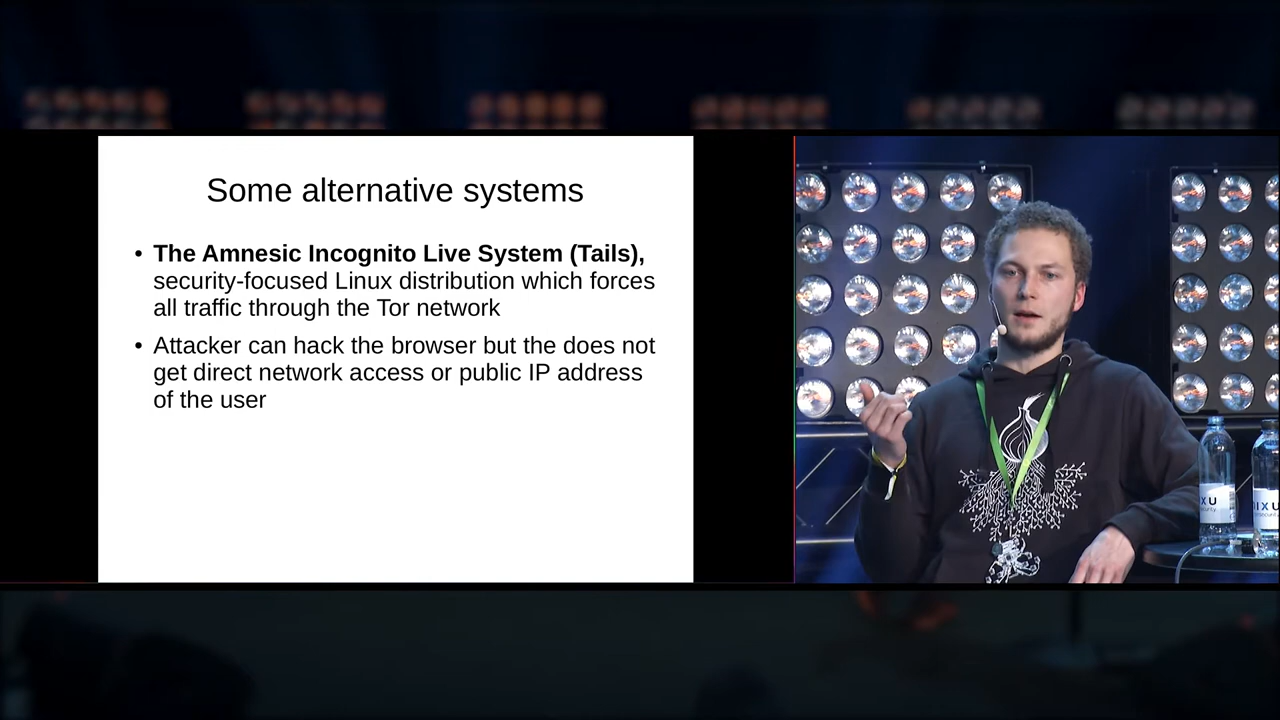 Some alternative systems
• The Amnesic Incognito Live System (Tails),
security-focused Linux distribution which forces
all traffic through the Tor network
• Attacker can hack the browser but the does not
get direct network access or public IP address
of the user
IXU